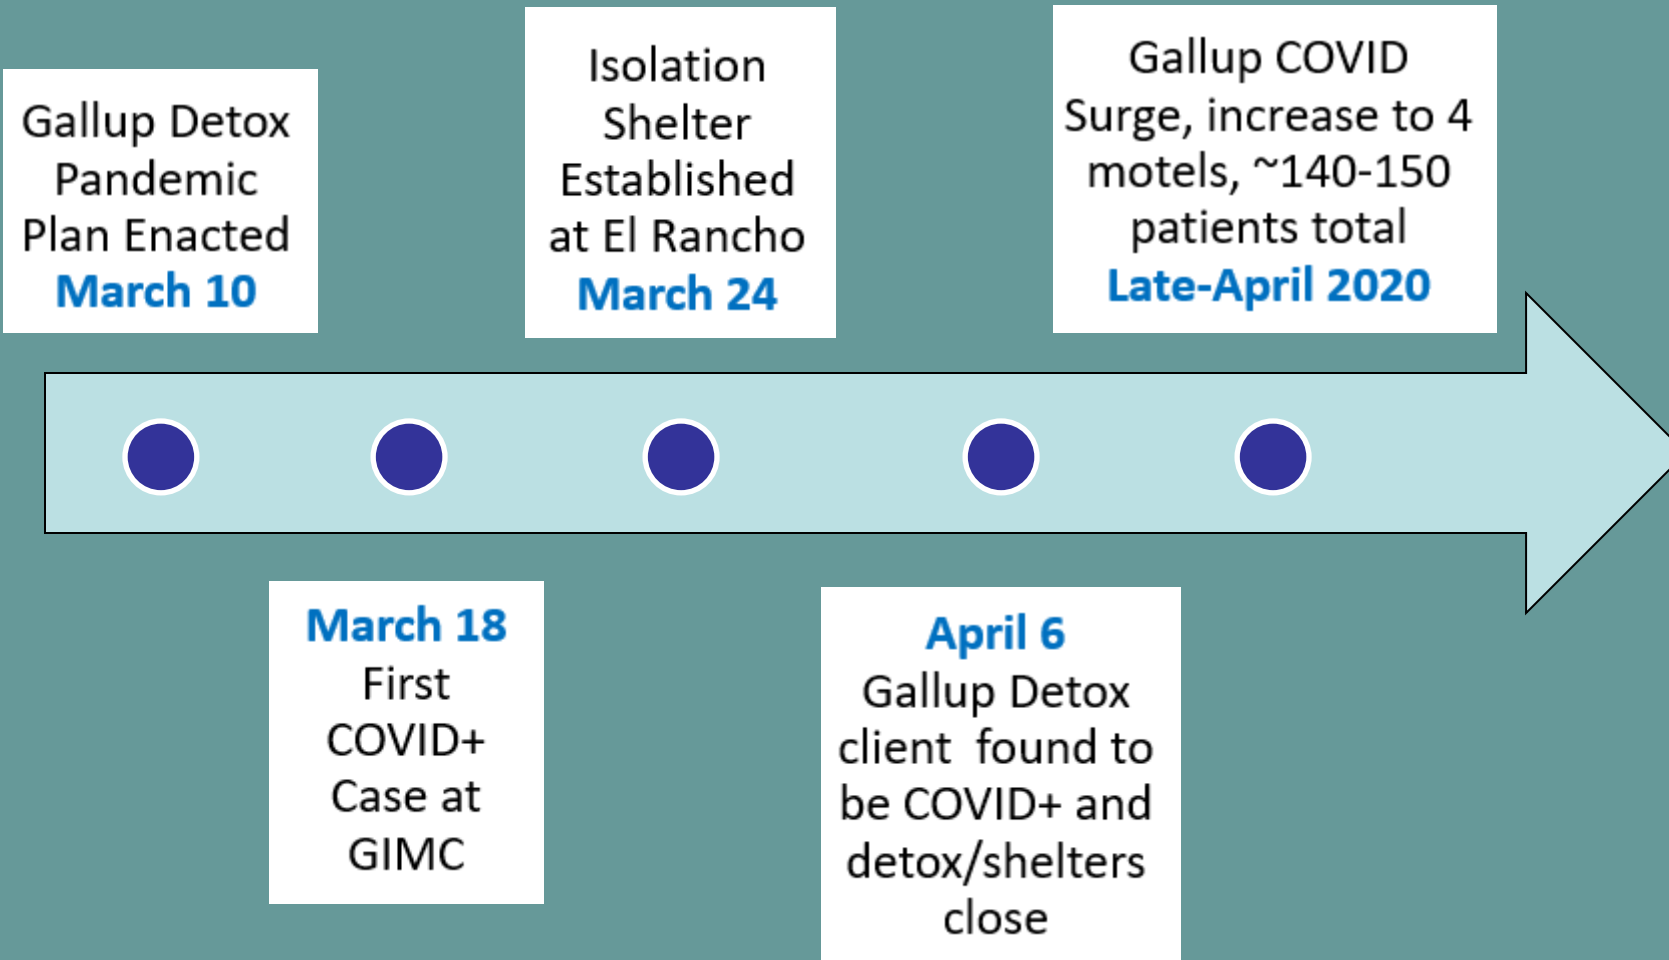 Gallup Detox
Pandemic
Plan Enacted
March 10
March 18
First
COVID+
Case at
GIMC
Isolation
Shelter
Established
at El Rancho
March 24
April 6
Gallup Detox
client  found to
be COVID+ and
detox/shelters
close
Gallup COVID
Surge, increase to 4
motels, ~140-150
patients total
Late-April 2020